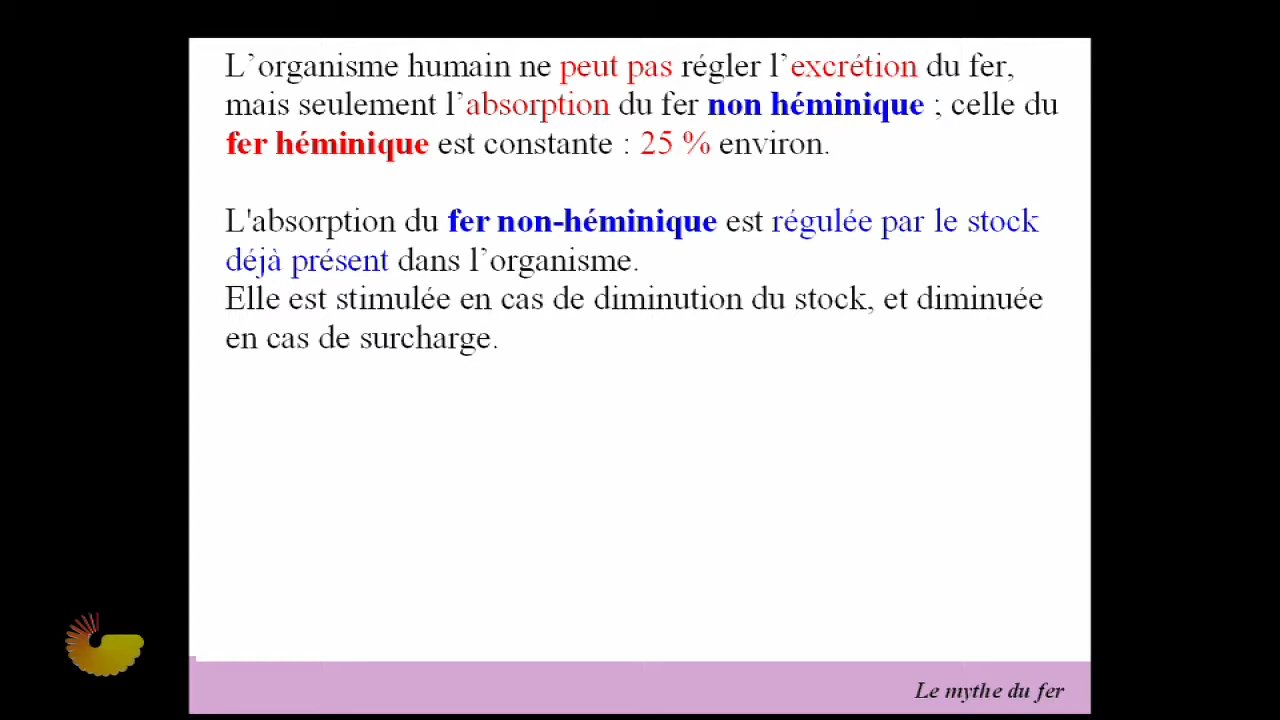 L’organisme humain ne peut pas régler l’excrétion du fer,
mais seulement l’absorption du fer non héminique ; celle du
fer héminique est constante : 25 % environ.
L'absorption du fer non-héminique est régulée par le stock
déjà présent dans l’organisme.
Elle est stimulée en cas de diminution du stock, et diminuée
en cas de surcharge.
Le mythe du fer